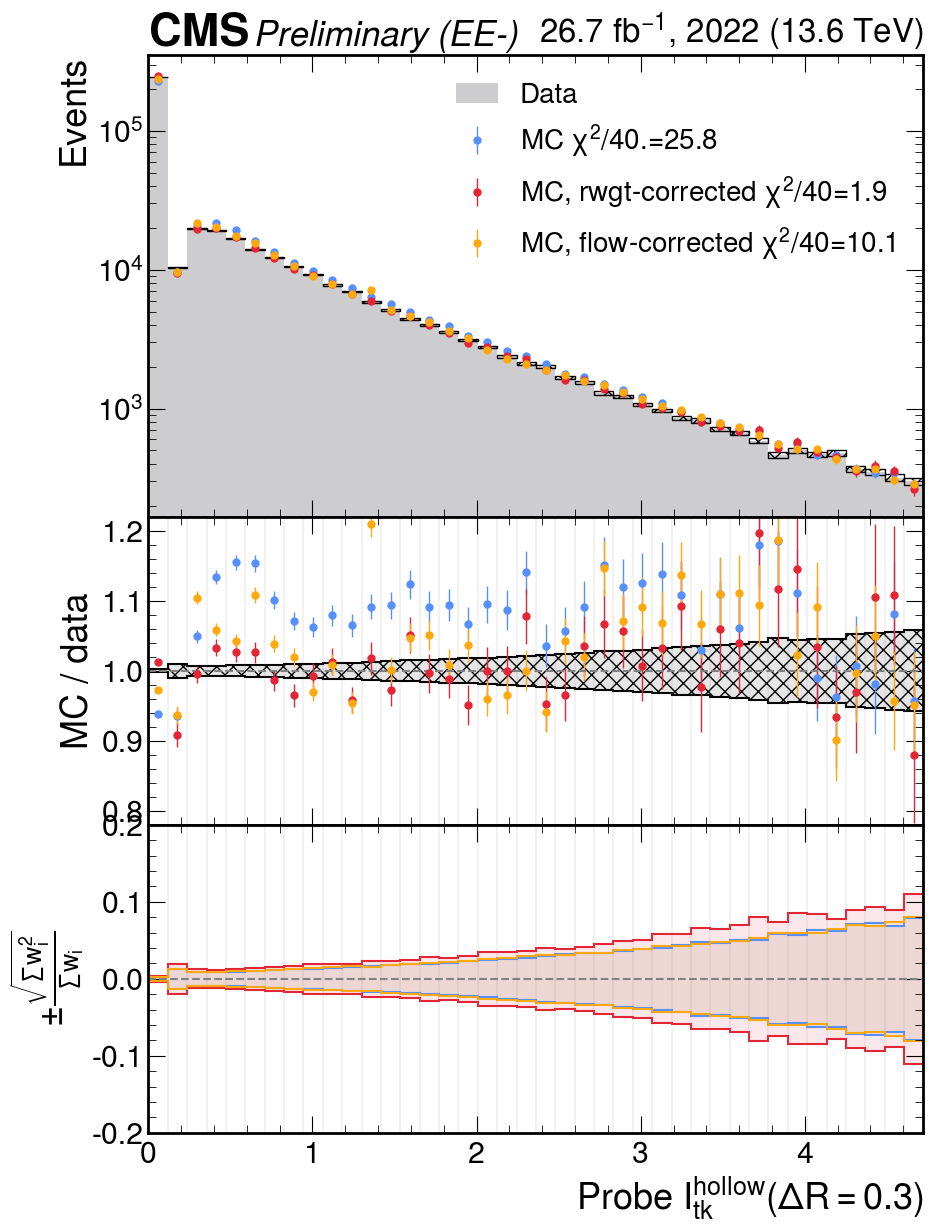 CMS Preliminary (EE-) 26.7 fb⁻¹, 2022 (13.6 TeV)
Events
10⁵
10⁴
10³
Data
MC χ²/40.=25.8
MC, rwgt-corrected χ²/40=1.9
MC, flow-corrected χ²/40=10.1
MC / data
1.2
1.1
1.0
0.9
0.8
±√Σwᵢ²/Σwᵢ
0.2
0.1
0.0
-0.1
-0.2
0 1 2 3 4
Probe I_tk^hollow(ΔR = 0.3)